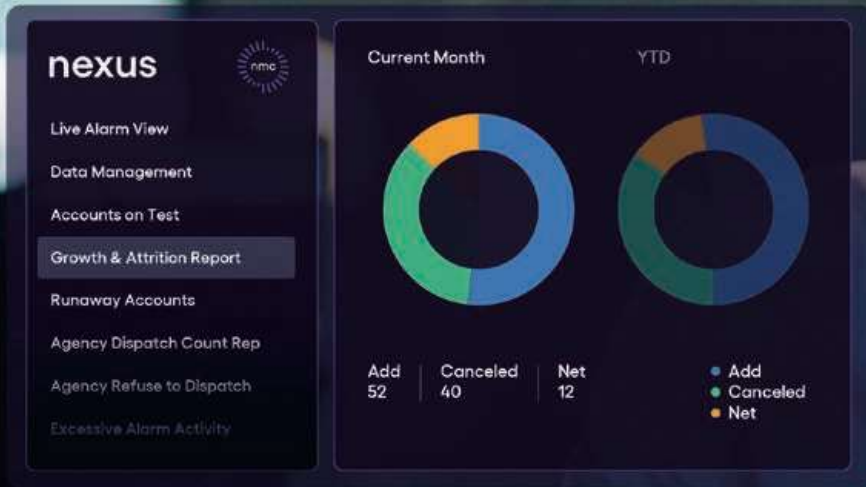 nexus
nmc
Live Alarm View
Data Management
Accounts on Test
Growth & Attrition Report
Runaway Accounts
Agency Dispatch Count Rep
Agency Refuse to Dispatch
Excessive Alarm Activity
Current Month
YTD
Add
52
Canceled
40
Net
12
Add
Canceled
Net